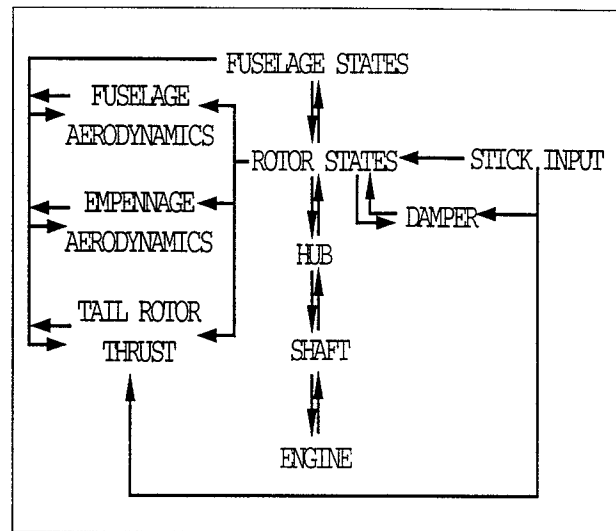 FUSELAGE STATES
FUSELAGE
AERODYNAMICS
ROTOR STATES
STICK INPUT
EMPENNAGE
AERODYNAMICS
DAMPER
HUB
TAIL ROTOR
THRUST
SHAFT
ENGINE